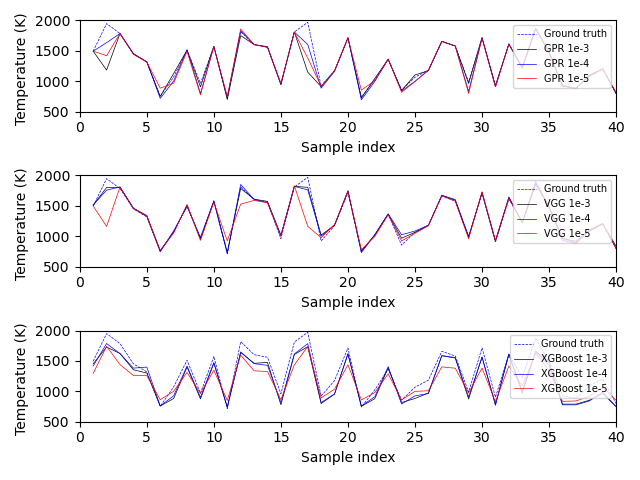 2000
1500
1000
500
Temperature (K)
0 5 10 15 20 25 30 35 40
Sample index
Ground truth
GPR 1e-3
GPR 1e-4
GPR 1e-5
2000
1500
1000
500
Temperature (K)
0 5 10 15 20 25 30 35 40
Sample index
Ground truth
VGG 1e-3
VGG 1e-4
VGG 1e-5
2000
1500
1000
500
Temperature (K)
0 5 10 15 20 25 30 35 40
Sample index
Ground truth
XGBoost 1e-3
XGBoost 1e-4
XGBoost 1e-5